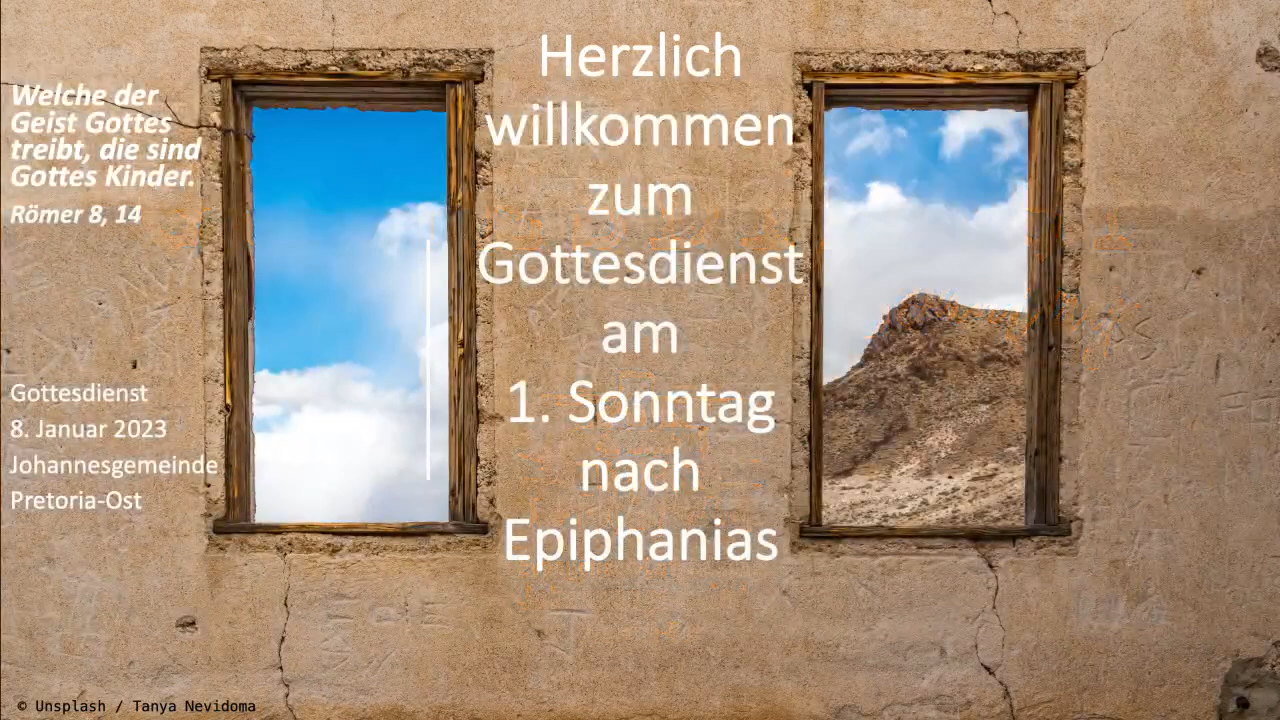 Welche der
Geist Gottes
treibt, die sind
Gottes Kinder.
Römer 8, 14
Gottesdienst
8. Januar 2023
Johannesgemeinde
Pretoria-Ost
Herzlich
willkommen
zum
Gottesdienst
am
1. Sonntag
nach
Epiphanias
© Unsplash / Tanya Nevidoma